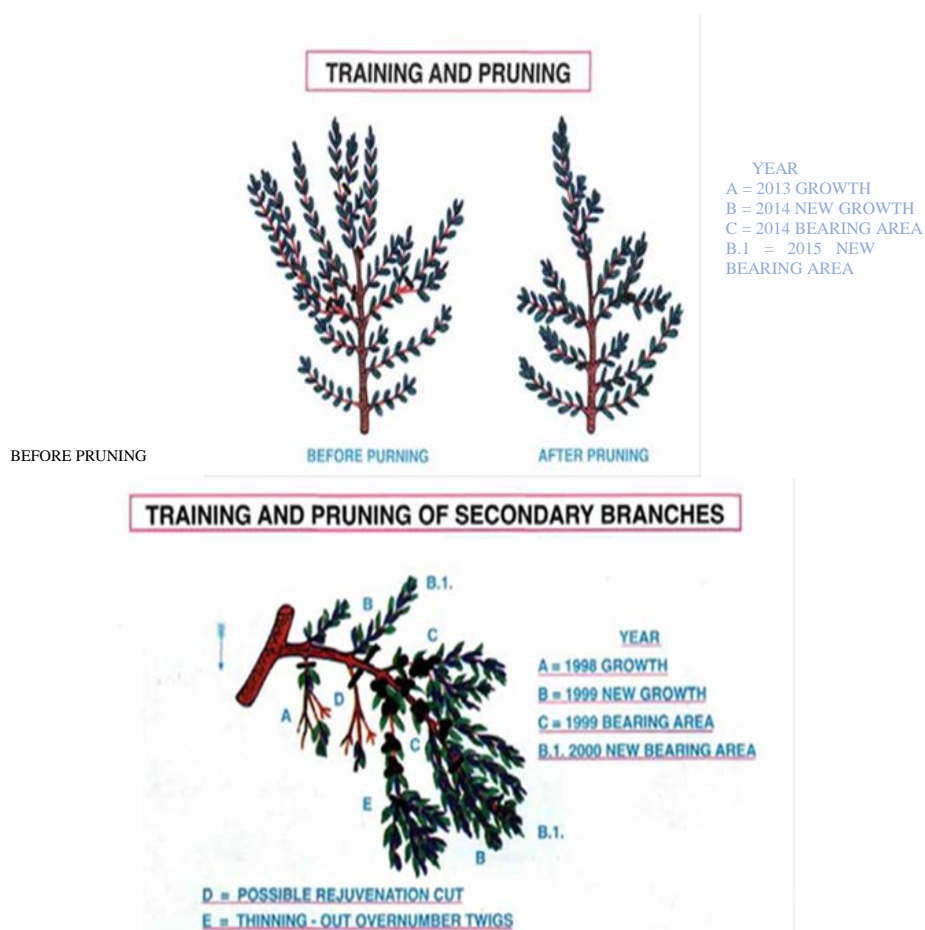 TRAINING AND PRUNING
YEAR
A = 2013 GROWTH
B = 2014 NEW GROWTH
C = 2014 BEARING AREA
B.1 = 2015 NEW
BEARING AREA
BEFORE PRUNING
BEFORE PURNING
AFTER PRUNING
TRAINING AND PRUNING OF SECONDARY BRANCHES
B.1.
B
C
YEAR
A = 1998 GROWTH
D
B = 1999 NEW GROWTH
A
C = 1999 BEARING AREA
C
B.1. 2000 NEW BEARING AREA
E
B.1.
B
D = POSSIBLE REJUVENATION CUT
E = THINNING - OUT OVERNUMBER TWIGS